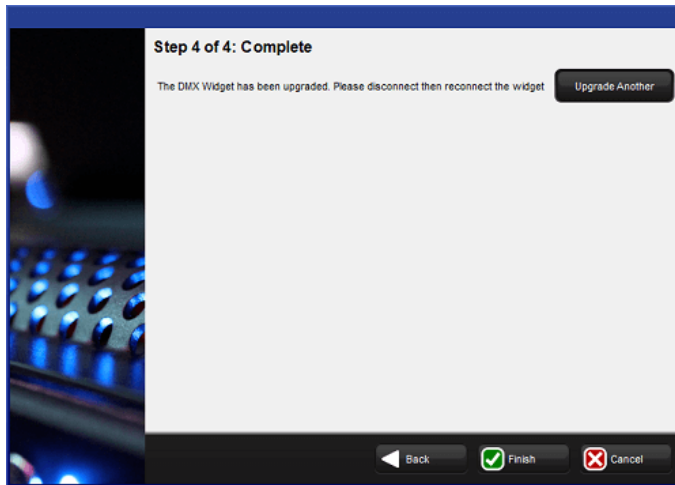 Step 4 of 4: Complete
The DMX Widget has been upgraded. Please disconnect then reconnect the widget
Upgrade Another
Back
Finish
Cancel